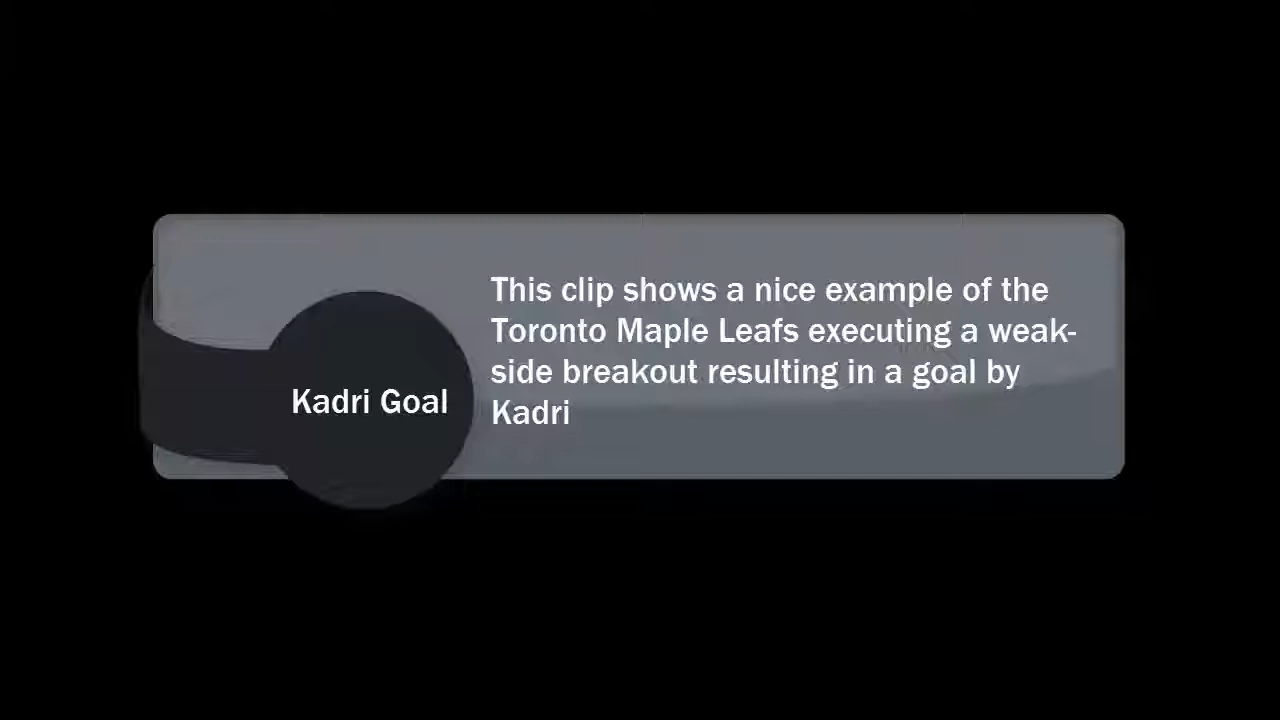 Kadri Goal
This clip shows a nice example of the
Toronto Maple Leafs executing a weak-
side breakout resulting in a goal by
Kadri